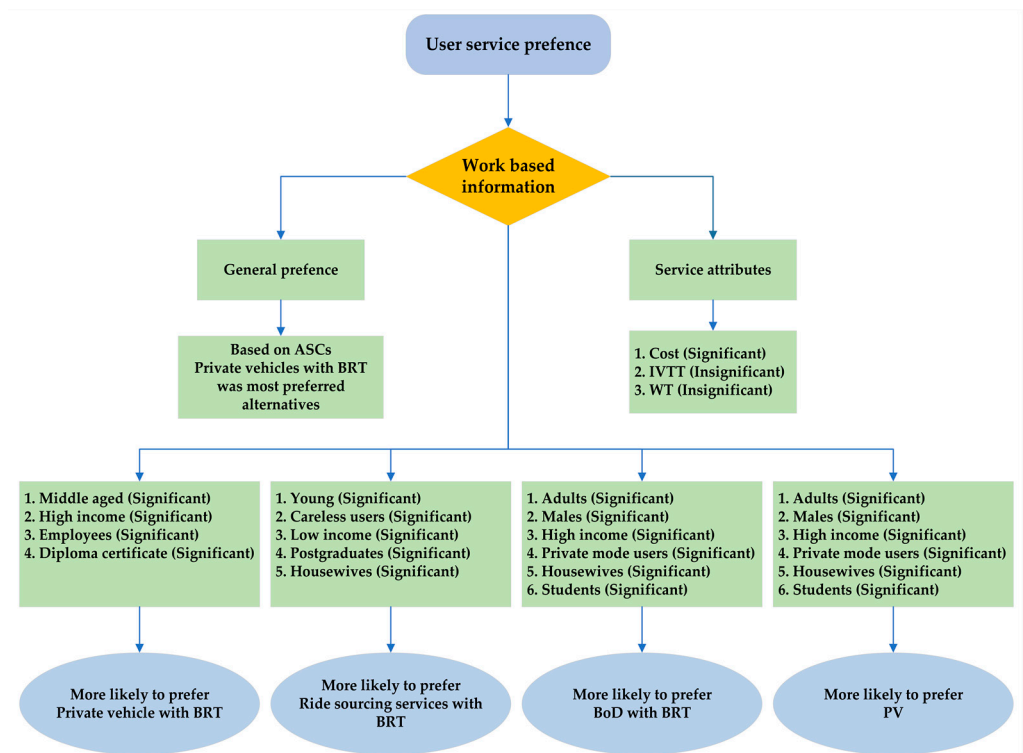 User service prefence
Work based
information
General prefence
Service attributes
Based on ASCs
Private vehicles with BRT
was most preferred
alternatives
1. Cost (Significant)
2. IVTT (Insignificant)
3. WT (Insignificant)
1. Middle aged (Significant)
2. High income (Significant)
3. Employees (Significant)
4. Diploma certificate (Significant)
1. Young (Significant)
2. Careless users (Significant)
3. Low income (Significant)
4. Postgraduates (Significant)
5. Housewives (Significant)
1. Adults (Significant)
2. Males (Significant)
3. High income (Significant)
4. Private mode users (Significant)
5. Housewives (Significant)
6. Students (Significant)
1. Adults (Significant)
2. Males (Significant)
3. High income (Significant)
4. Private mode users (Significant)
5. Housewives (Significant)
6. Students (Significant)
More likely to prefer
Private vehicle with BRT
More likely to prefer
Ride sourcing services with
BRT
More likely to prefer
BoD with BRT
More likely to prefer
PV